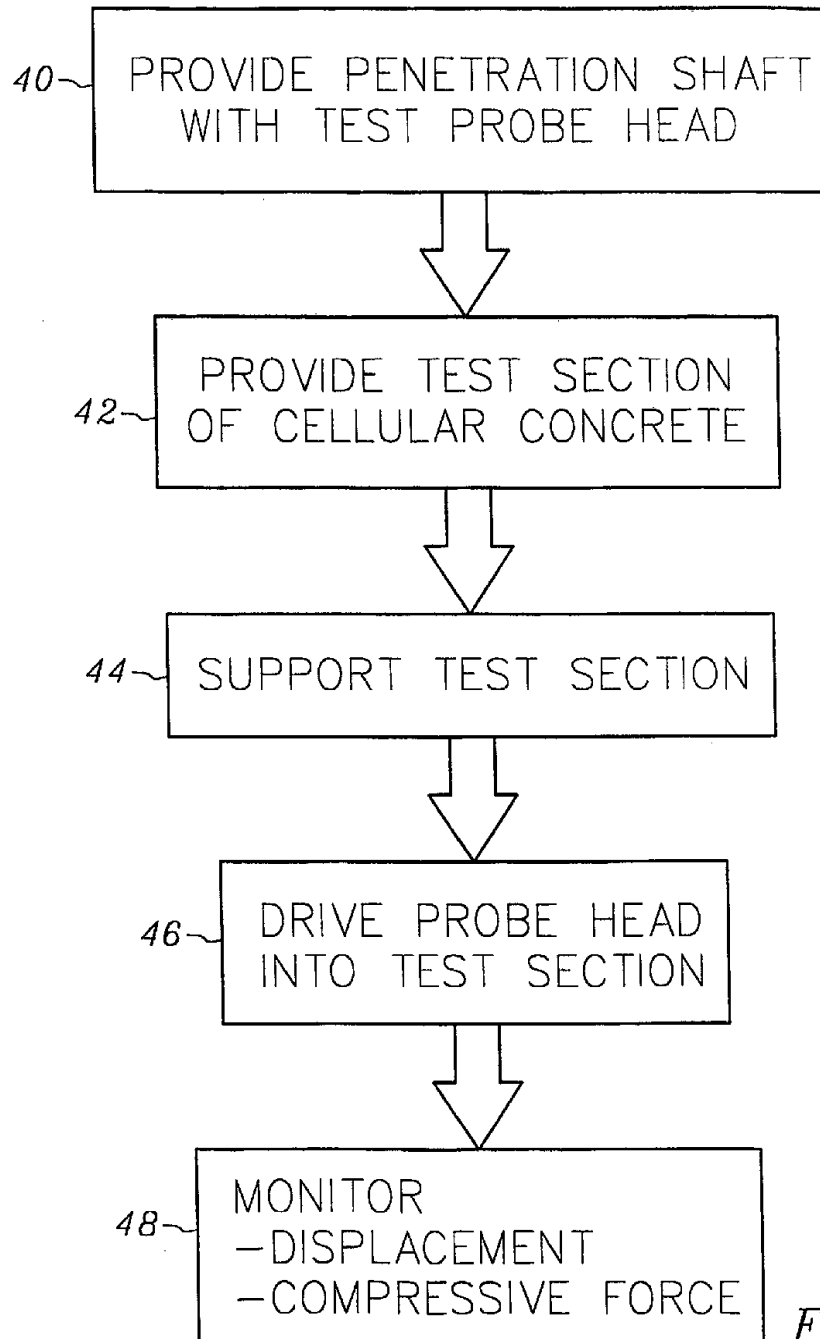 40
PROVIDE PENETRATION SHAFT
WITH TEST PROBE HEAD
42
PROVIDE TEST SECTION
OF CELLULAR CONCRETE
44
SUPPORT TEST SECTION
46
DRIVE PROBE HEAD
INTO TEST SECTION
48
MONITOR
-DISPLACEMENT
-COMPRESSIVE FORCE